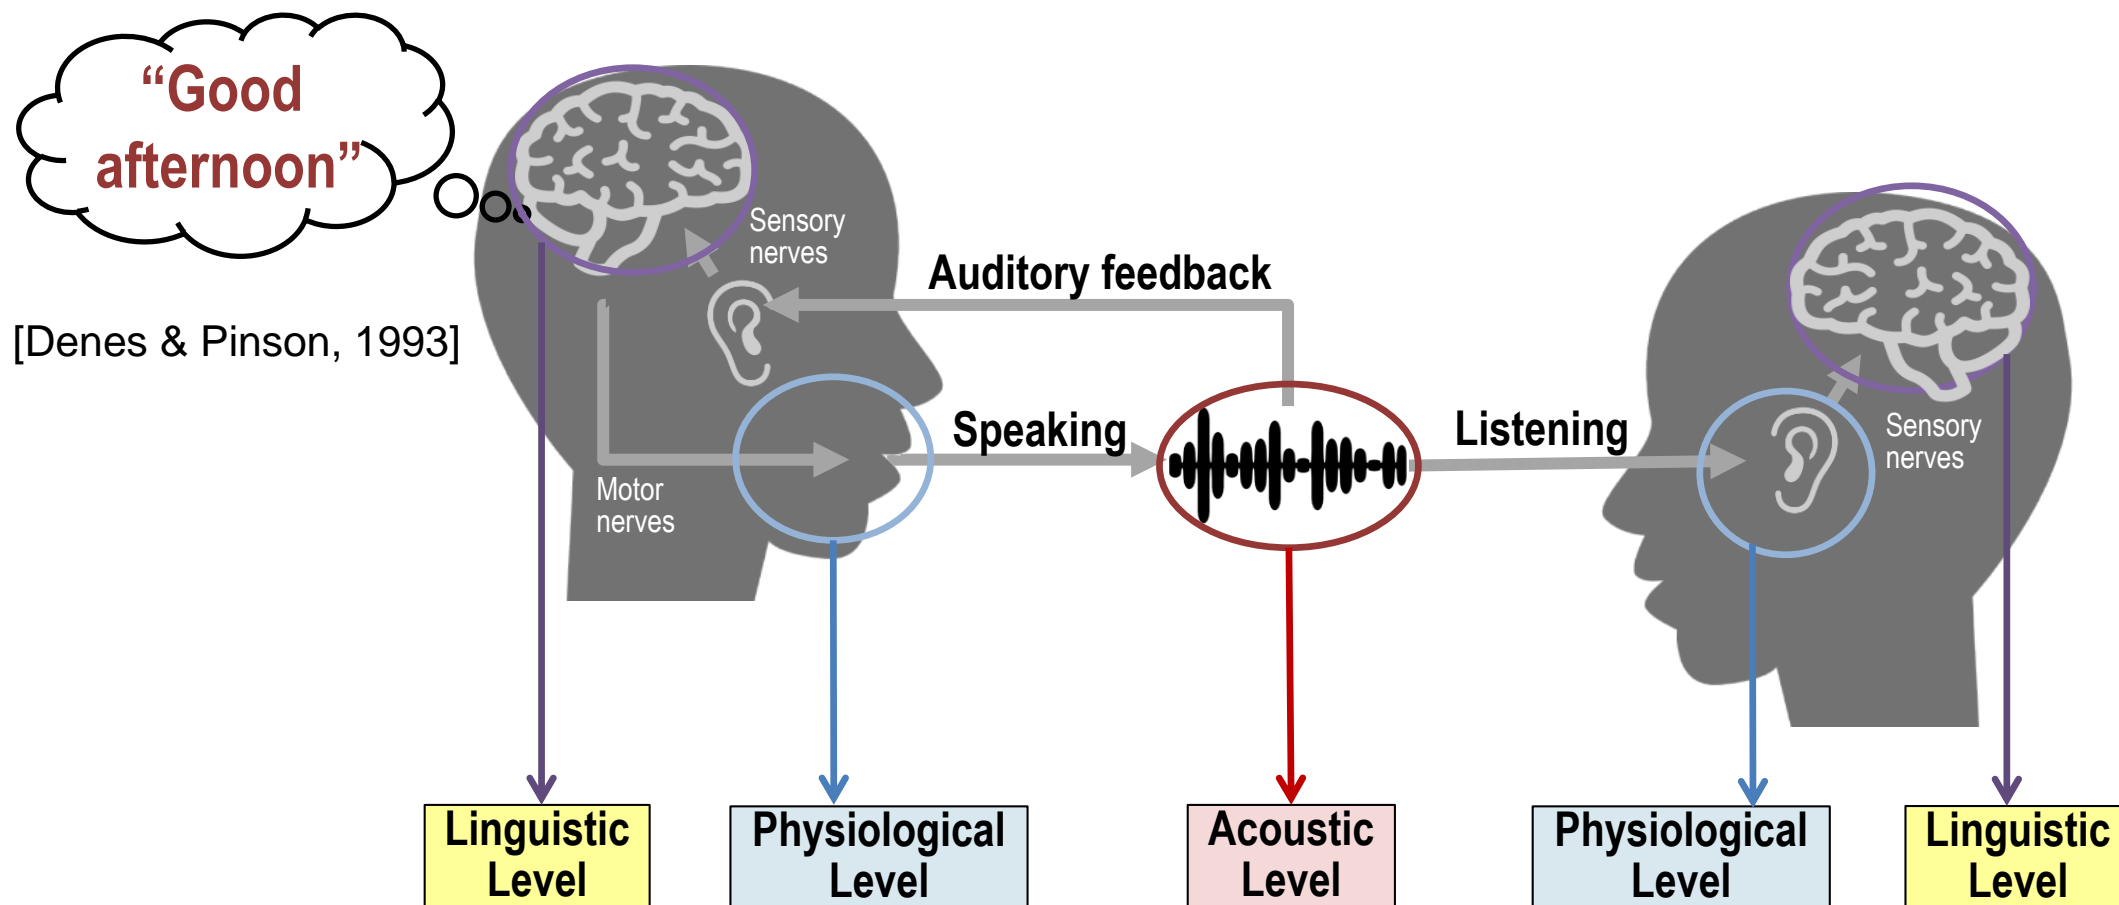 “Good
afternoon”
[Denes & Pinson, 1993]
Sensory
nerves
Auditory feedback
Motor
nerves
Speaking
Listening
Sensory
nerves
Linguistic
Level
Physiological
Level
Acoustic
Level
Physiological
Level
Linguistic
Level